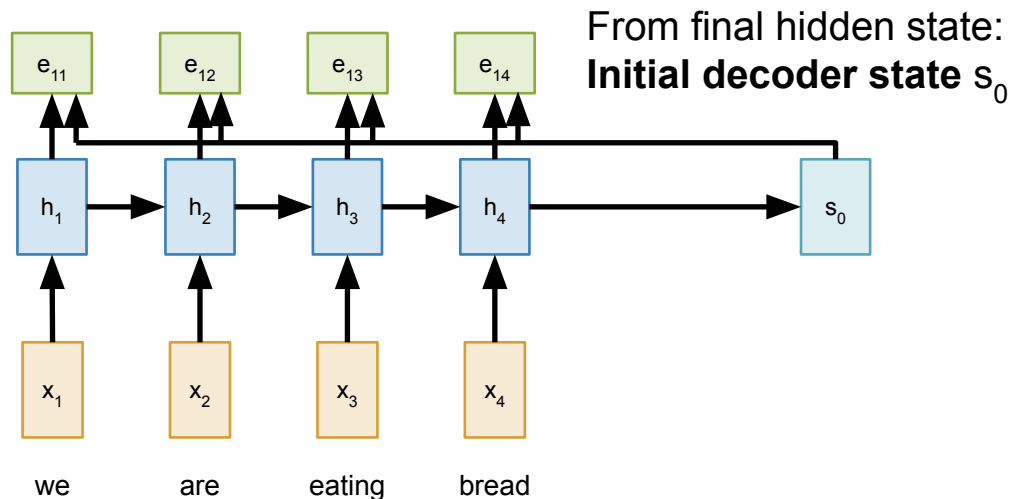 From final hidden state:
Initial decoder state s₀
e₁₁ e₁₂ e₁₃ e₁₄
h₁ h₂ h₃ h₄ s₀
x₁ x₂ x₃ x₄
we are eating bread